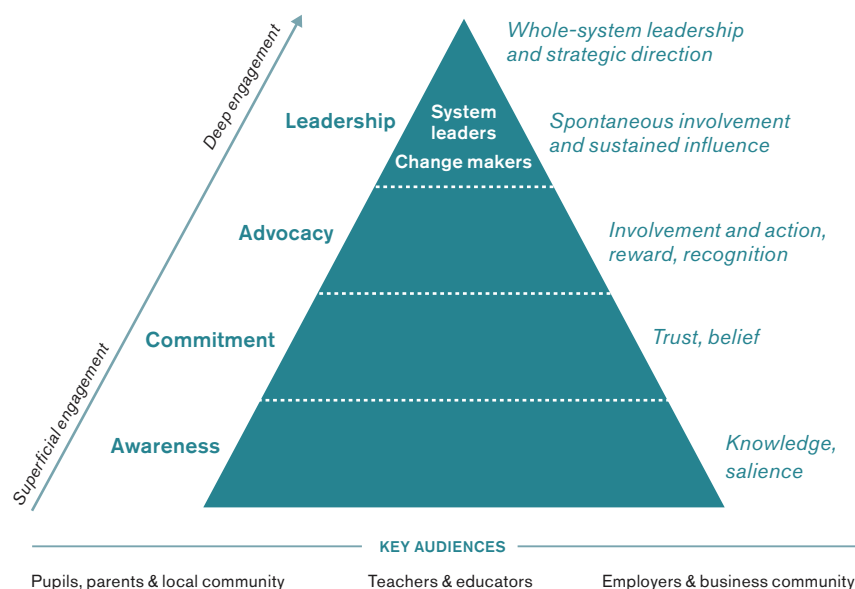 Whole-system leadership
and strategic direction
Deep engagement
Leadership
System
leaders
Change makers
Spontaneous involvement
and sustained influence
Advocacy
Involvement and action,
reward, recognition
Commitment
Trust, belief
Superficial engagement
Awareness
Knowledge,
salience
KEY AUDIENCES
Pupils, parents & local community
Teachers & educators
Employers & business community